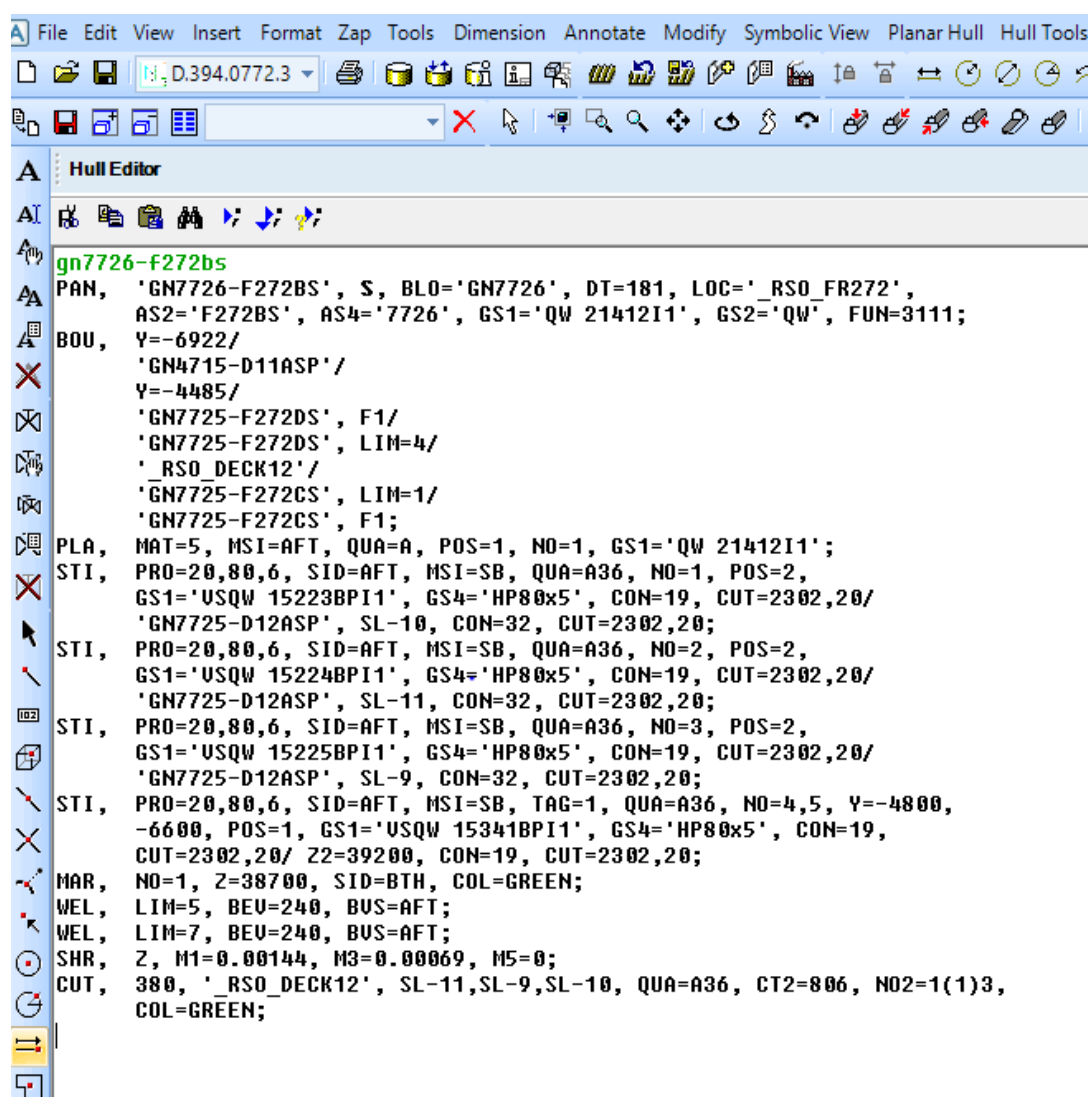 File Edit View Insert Format Zap Tools Dimension Annotate Modify Symbolic View Planar Hull Hull Tools
D.394.0772.3
Hull Editor
gn7726-f272bs
PAN, 'GN7726-F272BS', S, BLO='GN7726', DT=181, LOC='_RSO_FR272',
AS2='F272BS', AS4='7726', GS1='QW 21412I1', GS2='QW', FUN=3111;
BOU, Y=-6922/
'GN4715-D11ASP'/
Y=-4485/
'GN7725-F272DS', F1/
'GN7725-F272DS', LIM=4/
'_RSO_DECK12'/
'GN7725-F272CS', LIM=1/
'GN7725-F272CS', F1;
PLA, MAT=5, MSI=AFT, QUA=A, POS=1, NO=1, GS1='QW 21412I1';
STI, PRO=20,80,6, SID=AFT, MSI=SB, QUA=A36, NO=1, POS=2,
GS1='VSQW 15223BPI1', GS4='HP80x5', CON=19, CUT=2302,20/
'GN7725-D12ASP', SL-10, CON=32, CUT=2302,20;
STI, PRO=20,80,6, SID=AFT, MSI=SB, QUA=A36, NO=2, POS=2,
GS1='VSQW 15224BPI1', GS4='HP80x5', CON=19, CUT=2302,20/
'GN7725-D12ASP', SL-11, CON=32, CUT=2302,20;
STI, PRO=20,80,6, SID=AFT, MSI=SB, QUA=A36, NO=3, POS=2,
GS1='VSQW 15225BPI1', GS4='HP80x5', CON=19, CUT=2302,20/
'GN7725-D12ASP', SL-9, CON=32, CUT=2302,20;
STI, PRO=20,80,6, SID=AFT, MSI=SB, TAG=1, QUA=A36, NO=4,5, Y=-4800,
-6600, POS=1, GS1='VSQW 15341BPI1', GS4='HP80x5', CON=19,
CUT=2302,20/ Z2=39200, CON=19, CUT=2302,20;
MAR, NO=1, Z=38700, SID=BTH, COL=GREEN;
WEL, LIM=5, BEV=240, BVS=AFT;
WEL, LIM=7, BEV=240, BVS=AFT;
SHR, Z, M1=0.00144, M3=0.00069, M5=0;
CUT, 380, '_RSO_DECK12', SL-11,SL-9,SL-10, QUA=A36, CT2=806, NO2=1(1)3,
COL=GREEN;